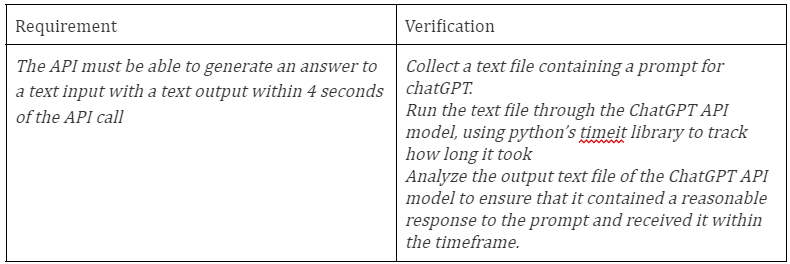 Requirement
Verification
The API must be able to generate an answer to
a text input with a text output within 4 seconds
of the API call
Collect a text file containing a prompt for
chatGPT.
Run the text file through the ChatGPT API
model, using python's timeit library to track
how long it took
Analyze the output text file of the ChatGPT API
model to ensure that it contained a reasonable
response to the prompt and received it within
the timeframe.